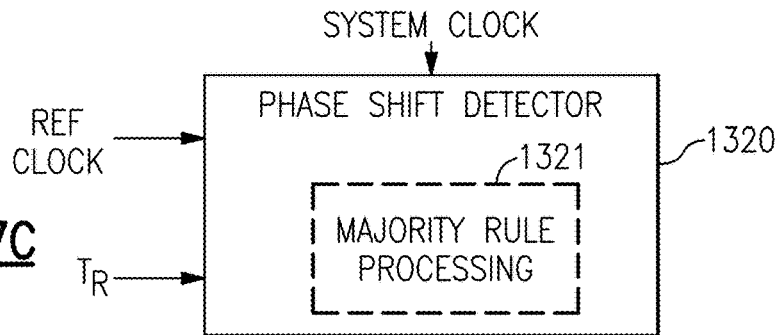 SYSTEM CLOCK
PHASE SHIFT DETECTOR
REF
CLOCK
1321
1320
MAJORITY RULE
PROCESSING
7C
TR